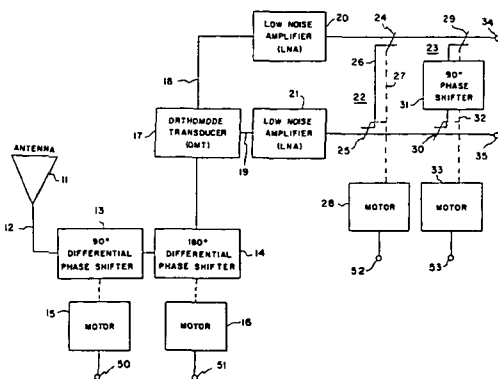 20
LOW NOISE
AMPLIFIER
(LNA)
24
29
34
18
26
23
27
90°
PHASE
SHIFTER
31
21
22
17
ORTHOMODE
TRANSDUCER
(OMT)
LOW NOISE
AMPLIFIER
(LNA)
19
25
30
32
35
ANTENNA
11
12
13
90°
DIFFERENTIAL
PHASE SHIFTER
180°
DIFFERENTIAL
PHASE SHIFTER
14
28
MOTOR
33
MOTOR
52
53
15
MOTOR
MOTOR
16
50
51